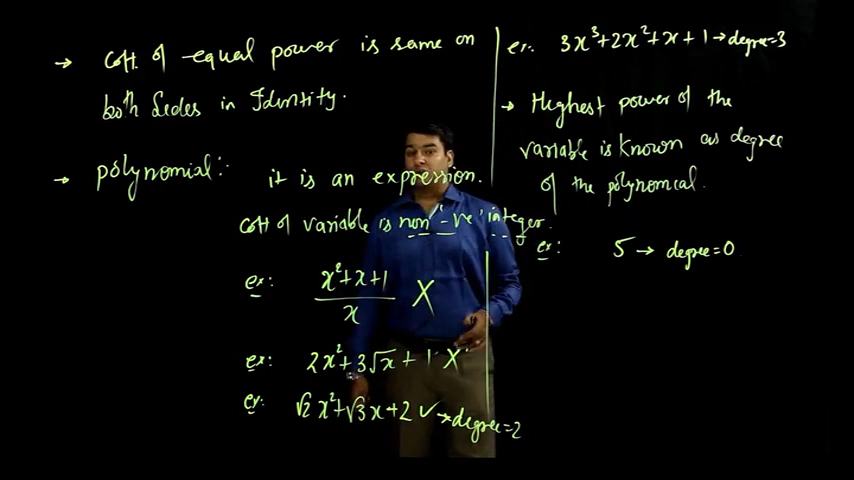 → coff. of equal power is same on
both sides in Identity.
→ polynomial:- it is an expression.
coff of variable is non '-ve' integer.
ex: x²+x+1 / x X
ex: 2x²+3√x+1 X
ex: √2x²+√3x+2 ✓→degree=2
ex: 3x³+2x²+x+1→degree=3
→ Highest power of the
variable is known as degree
of the polynomial.
ex: 5 → degree=0